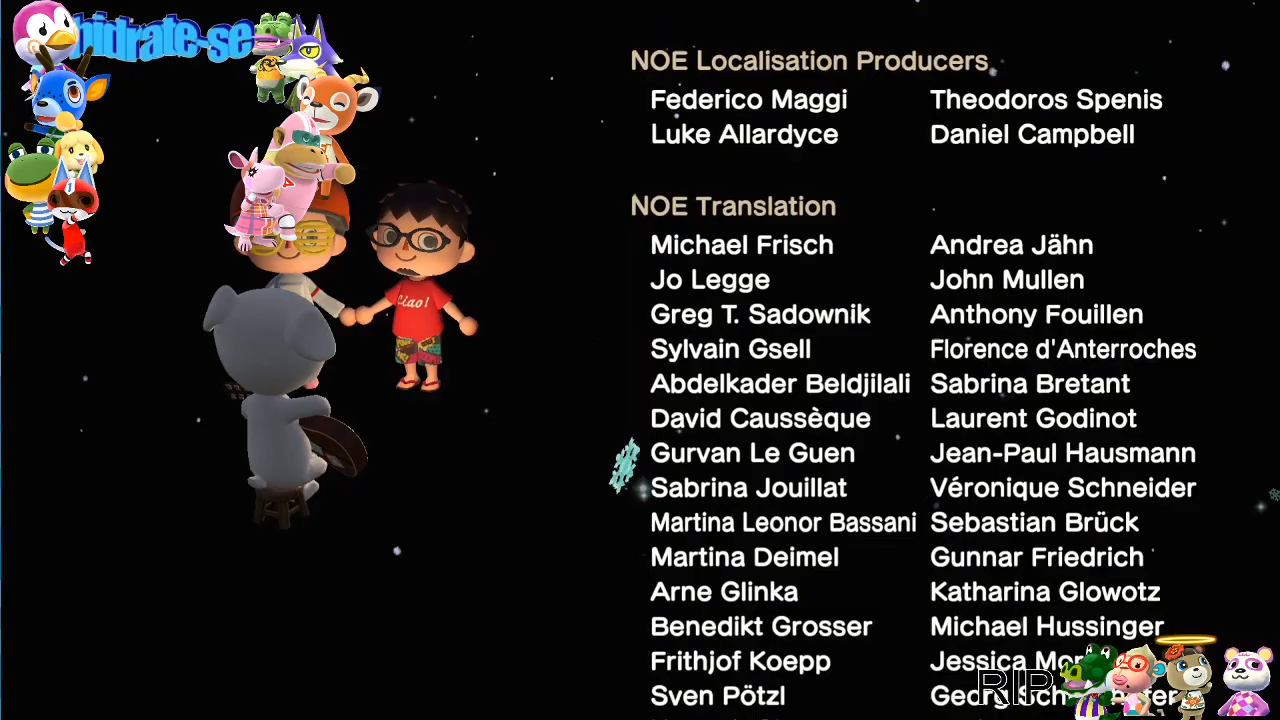 hidrate-se
NOE Localisation Producers
Federico Maggi Theodoros Spenis
Luke Allardyce Daniel Campbell
NOE Translation
Michael Frisch Andrea Jähn
Jo Legge John Mullen
Greg T. Sadownik Anthony Fouillen
Sylvain Gsell Florence d'Anterroches
Abdelkader Beldjilali Sabrina Bretant
David Caussèque Laurent Godinot
Gurvan Le Guen Jean-Paul Hausmann
Sabrina Jouillat Véronique Schneider
Martina Leonor Bassani Sebastian Brück
Martina Deimel Gunnar Friedrich
Arne Glinka Katharina Glowotz
Benedikt Grosser Michael Hussinger
Frithjof Koepp Jessica
Sven Pötzl Georg
Ciao!
RIP